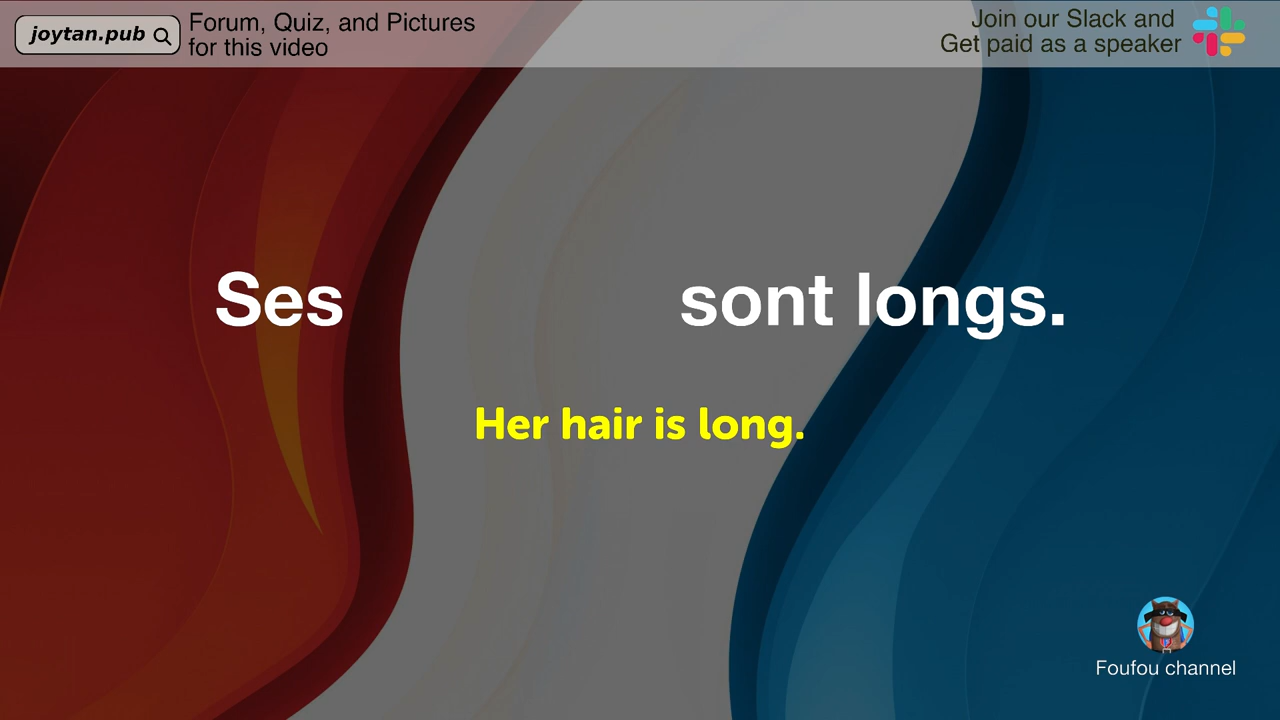 joytan.pub
Forum, Quiz, and Pictures
for this video
Join our Slack and
Get paid as a speaker
Ses sont longs.
Her hair is long.
Foufou channel